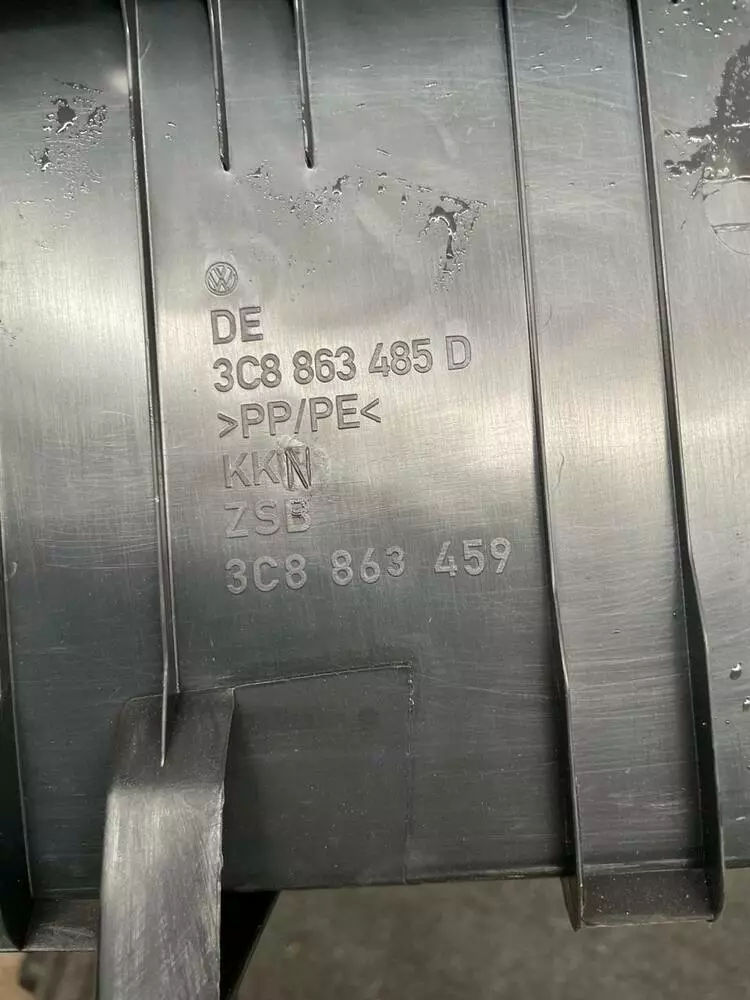 DE
3C8 863 485 D
>PP/PE<
KKN
ZSB
3C8 863 459